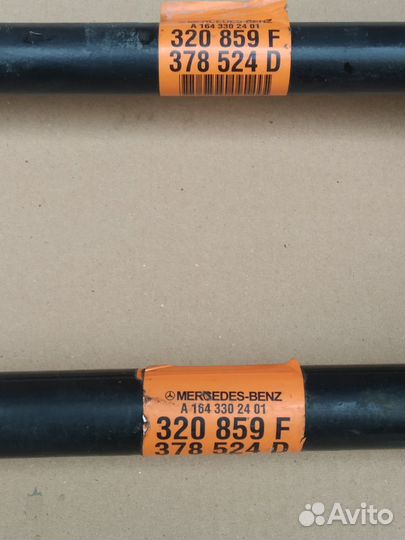 MERCEDES-BENZ
A 164 330 24 01
320 859 F
378 524 D
MERCEDES-BENZ
A 164 330 24 01
320 859 F
378 524 D
Avito